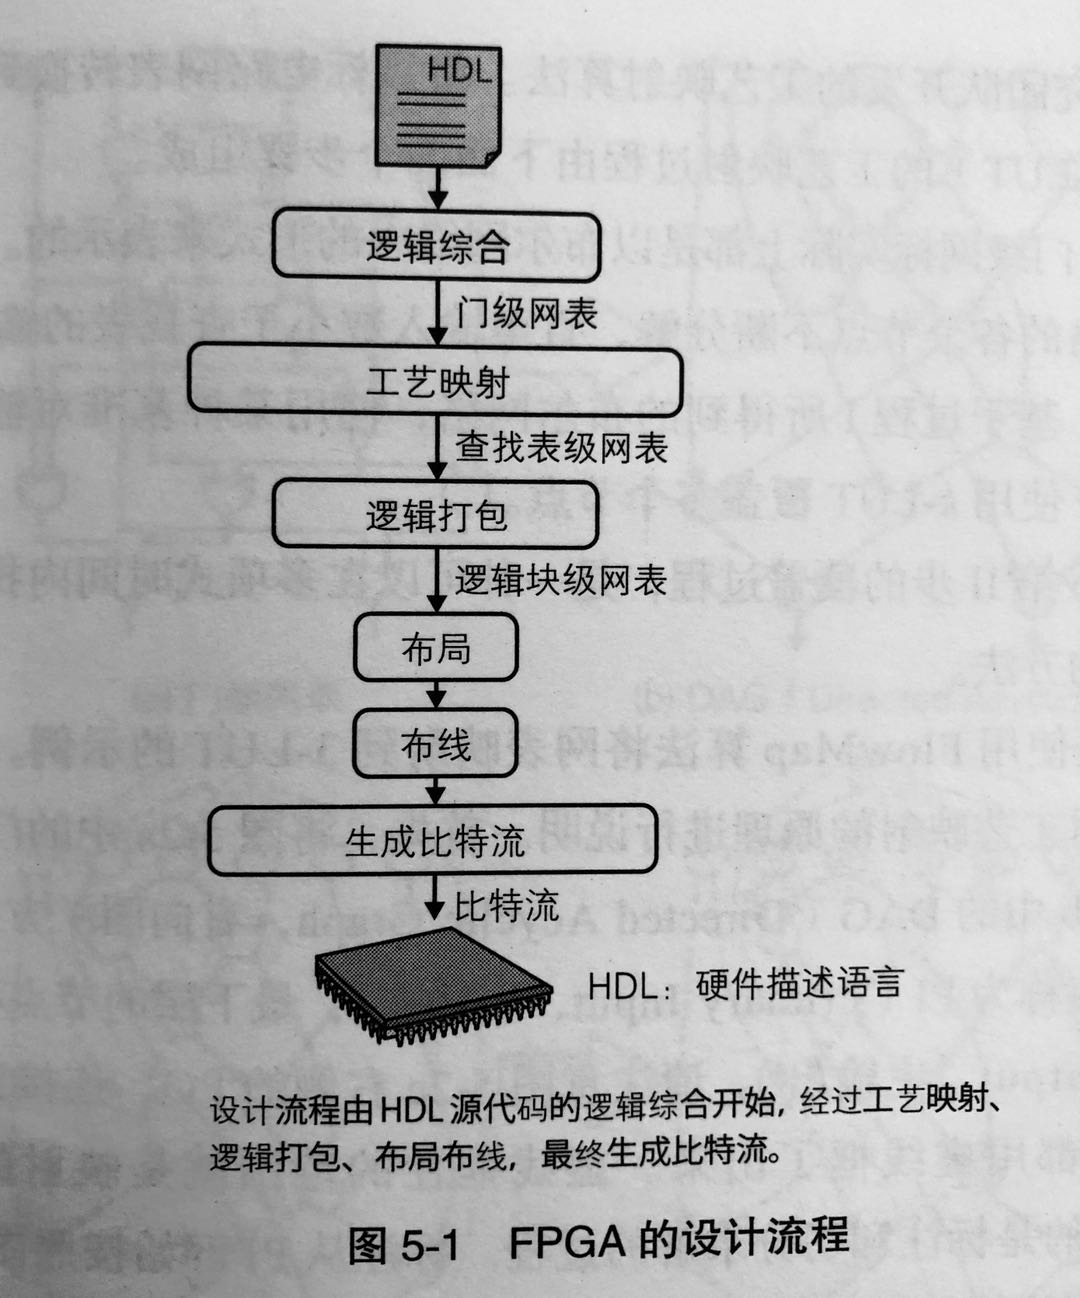 HDL
逻辑综合
门级网表
工艺映射
查找表级网表
逻辑打包
逻辑块级网表
布局
布线
生成比特流
比特流
HDL：硬件描述语言
设计流程由HDL源代码的逻辑综合开始，经过工艺映射、
逻辑打包、布局布线，最终生成比特流。
图 5-1 FPGA 的设计流程